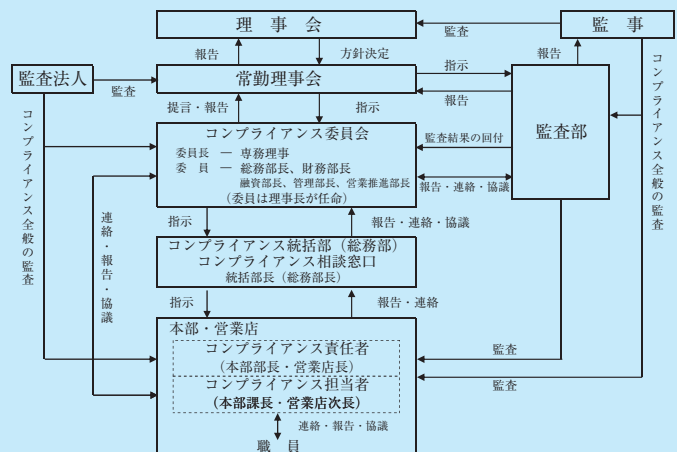 理 事 会
監 事
監査
報告
方針決定
報告
監査法人
監査
常勤理事会
指示
報告
監査部
コンプライアンス全般の監査
提言・報告
指示
コンプライアンス委員会
委員長 ― 専務理事
委 員 ― 総務部長、財務部長
融資部長、管理部長、営業推進部長
(委員は理事長が任命)
監査結果の回付
報告・連絡・協議
コンプライアンス全般の監査
連絡・報告・協議
指示
報告・連絡・協議
コンプライアンス統括部(総務部)
コンプライアンス相談窓口
統括部長(総務部長)
指示
報告・連絡
本部・営業店
コンプライアンス責任者
(本部部長・営業店長)
コンプライアンス担当者
(本部課長・営業店次長)
監査
監査
連絡・報告・協議
職 員